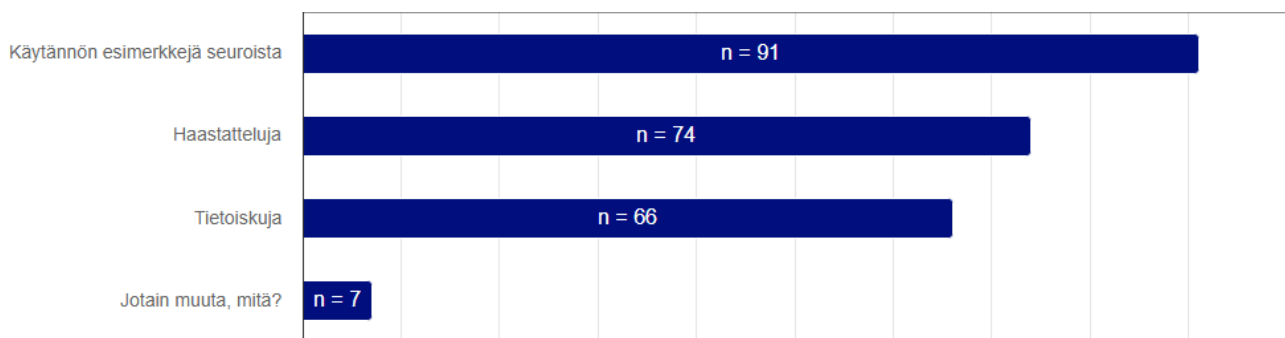 Käytännön esimerkkejä seuroista
n = 91
Haastatteluja
n = 74
Tietoiskuja
n = 66
Jotain muuta, mitä?
n = 7